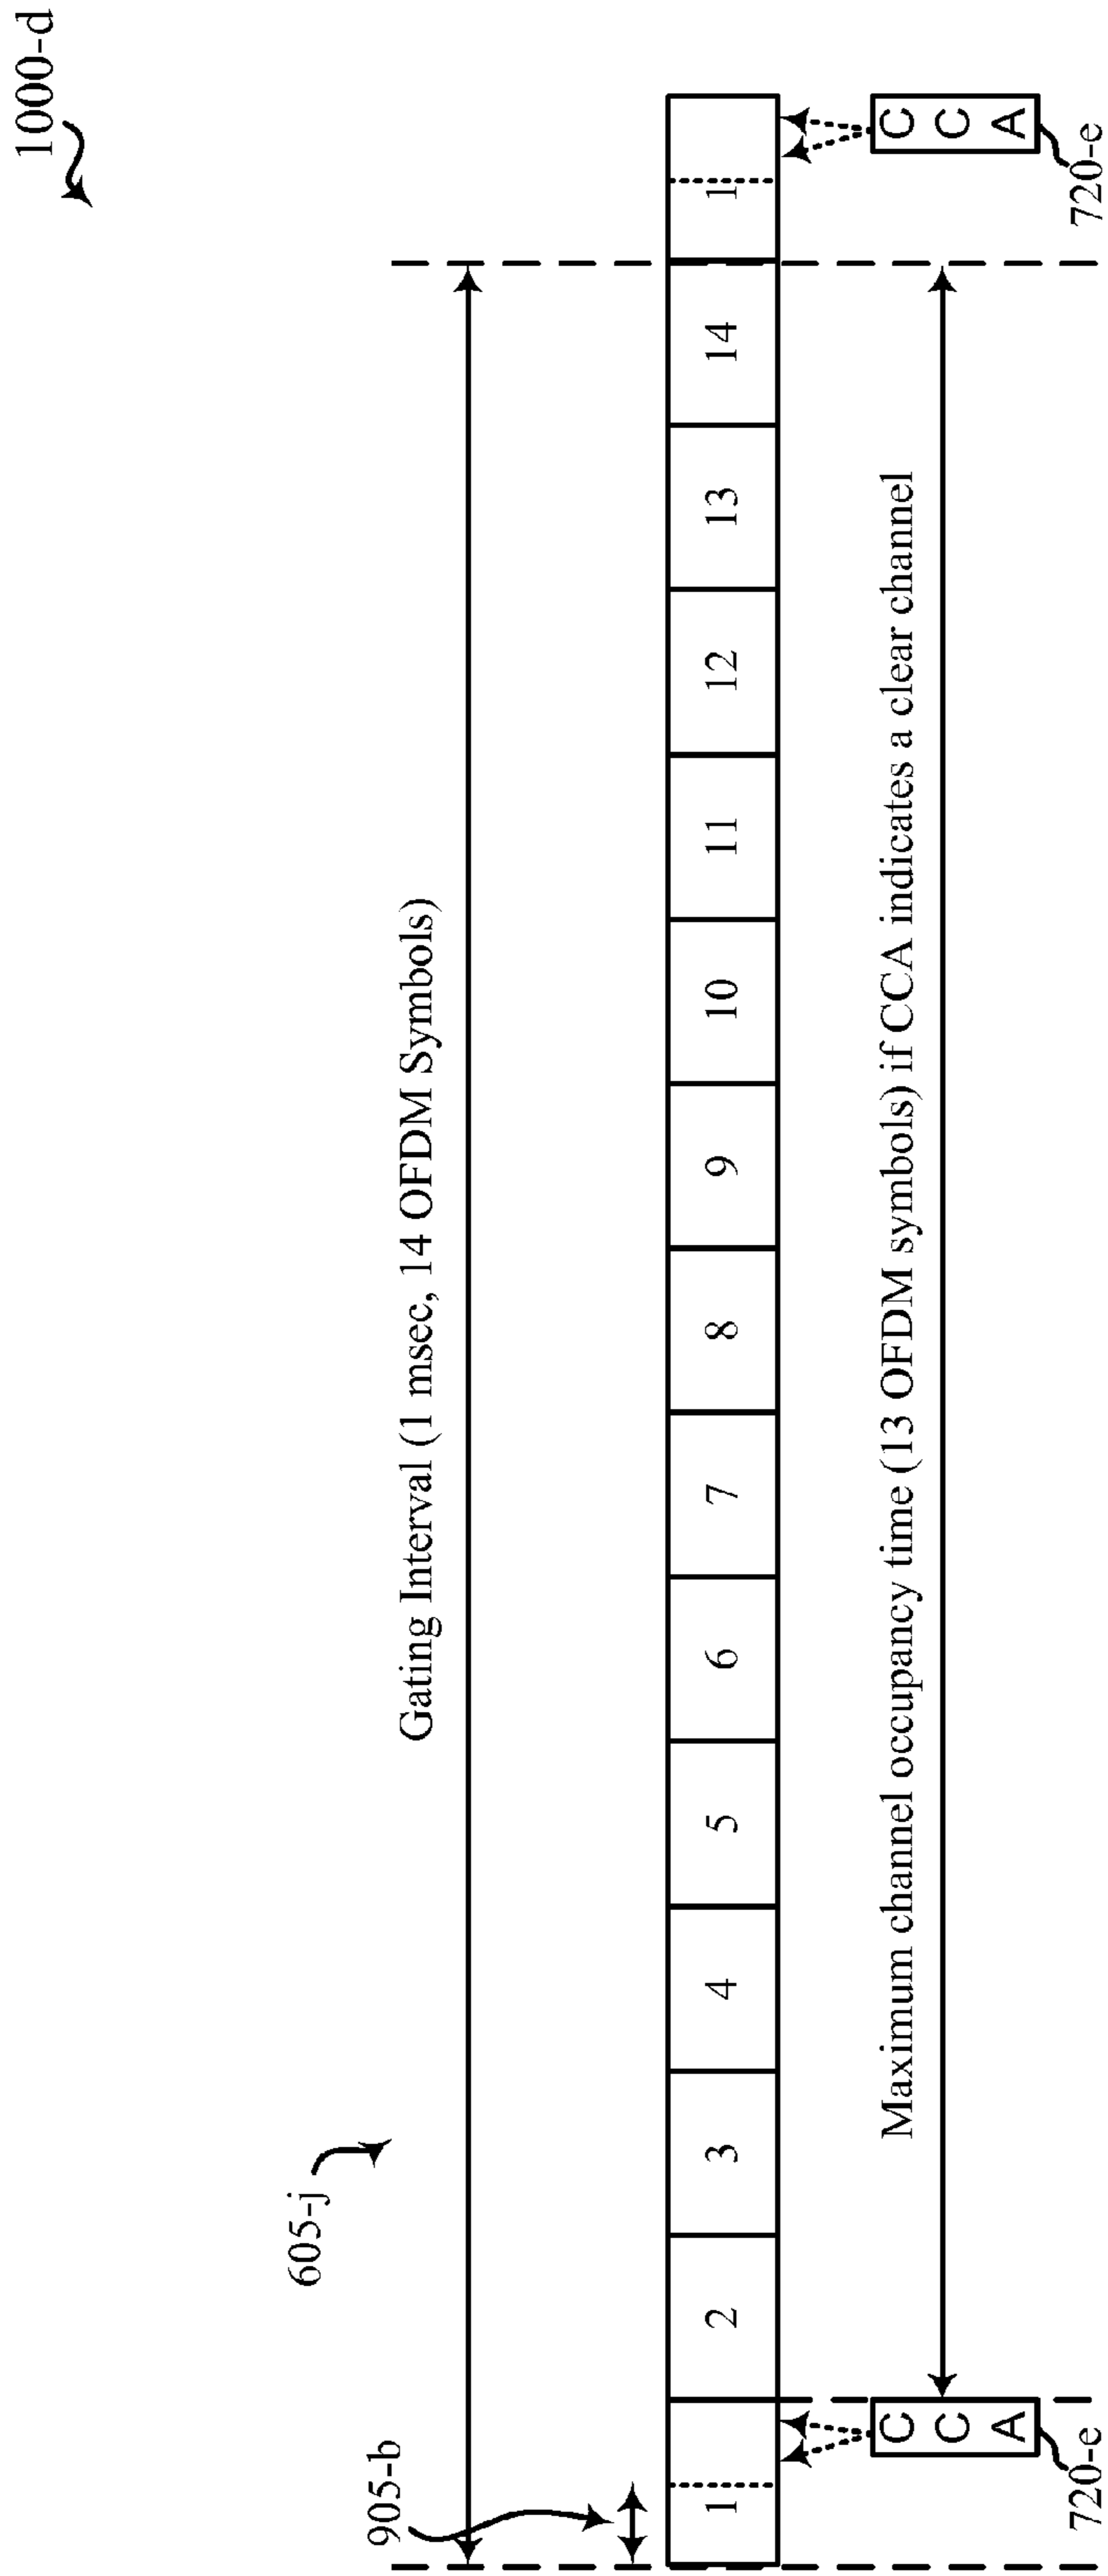 1000-d
605-j
Gating Interval (1 msec, 14 OFDM Symbols)
905-b
1 2 3 4 5 6 7 8 9 10 11 12 13 14 1
CCA CCA
Maximum channel occupancy time (13 OFDM symbols) if CCA indicates a clear channel
720-e 720-e